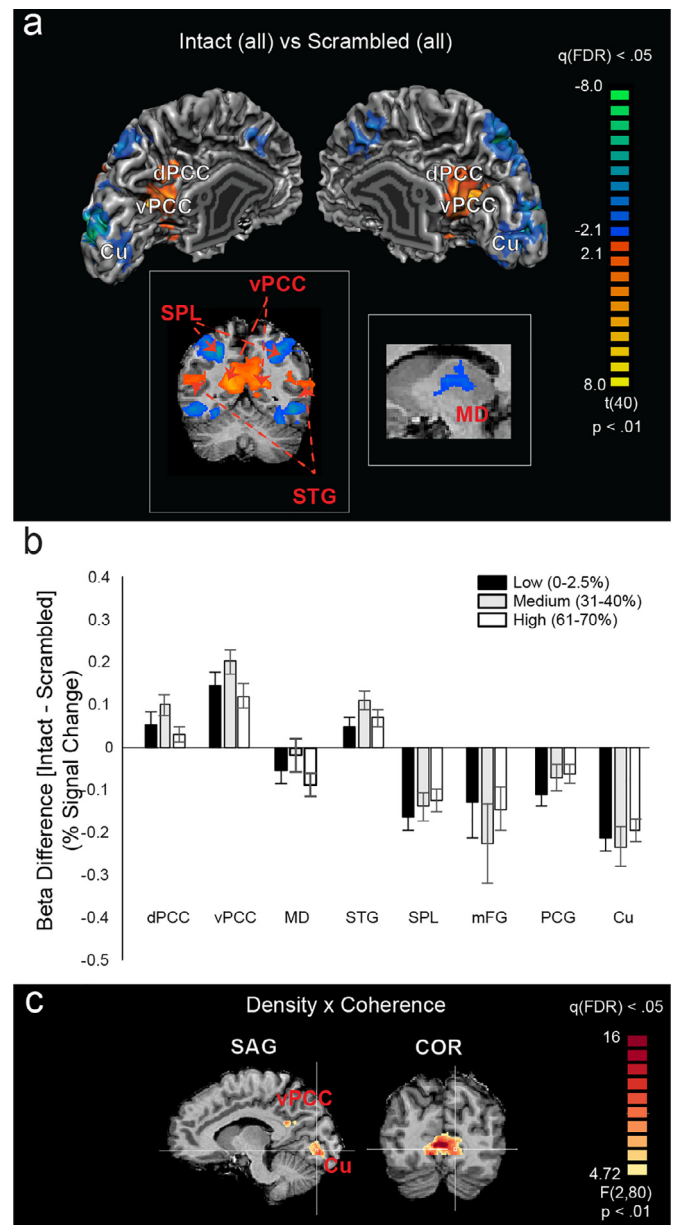 a
Intact (all) vs Scrambled (all)
q(FDR) < .05
-8.0
-2.1
2.1
8.0
t(40)
p < .01
dPCC
vPCC
Cu
dPCC
vPCC
Cu
vPCC
SPL
STG
MD
b
0.4
0.3
0.2
0.1
0
-0.1
-0.2
-0.3
-0.4
-0.5
Beta Difference [Intact - Scrambled]
(% Signal Change)
Low (0-2.5%)
Medium (31-40%)
High (61-70%)
dPCC vPCC MD STG SPL mFG PCG Cu
c
Density x Coherence
q(FDR) < .05
SAG
COR
vPCC
Cu
16
4.72
F(2,80)
p < .01